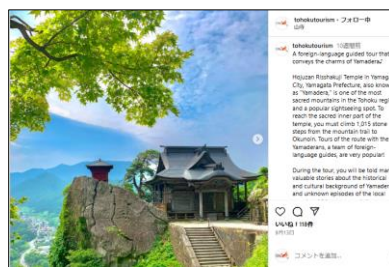 tohokutourism・フォロー中
山寺
tohokutourism 10週間前
A foreign-language guided tour that
conveys the charms of Yamadera♪
Hojuzan Risshakuji Temple in Yamag
City, Yamagata Prefecture, also know
as "Yamadera," is one of the most
sacred mountains in the Tohoku regi
and a popular sightseeing spot. To
reach the sacred inner part of the
temple, you must climb 1,015 stone
steps from the mountain trail to
Okunoin. Tours of the route with the
Yamaderans, a team of foreign-
language guides, are very popular!
During the tour, you will be told mar
valuable stories about the historical
and cultural background of Yamader
and unknown episodes of the local
いいね！118件
コメントを追加...